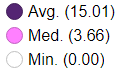 Avg. (15.01)
Med. (3.66)
Min. (0.00)